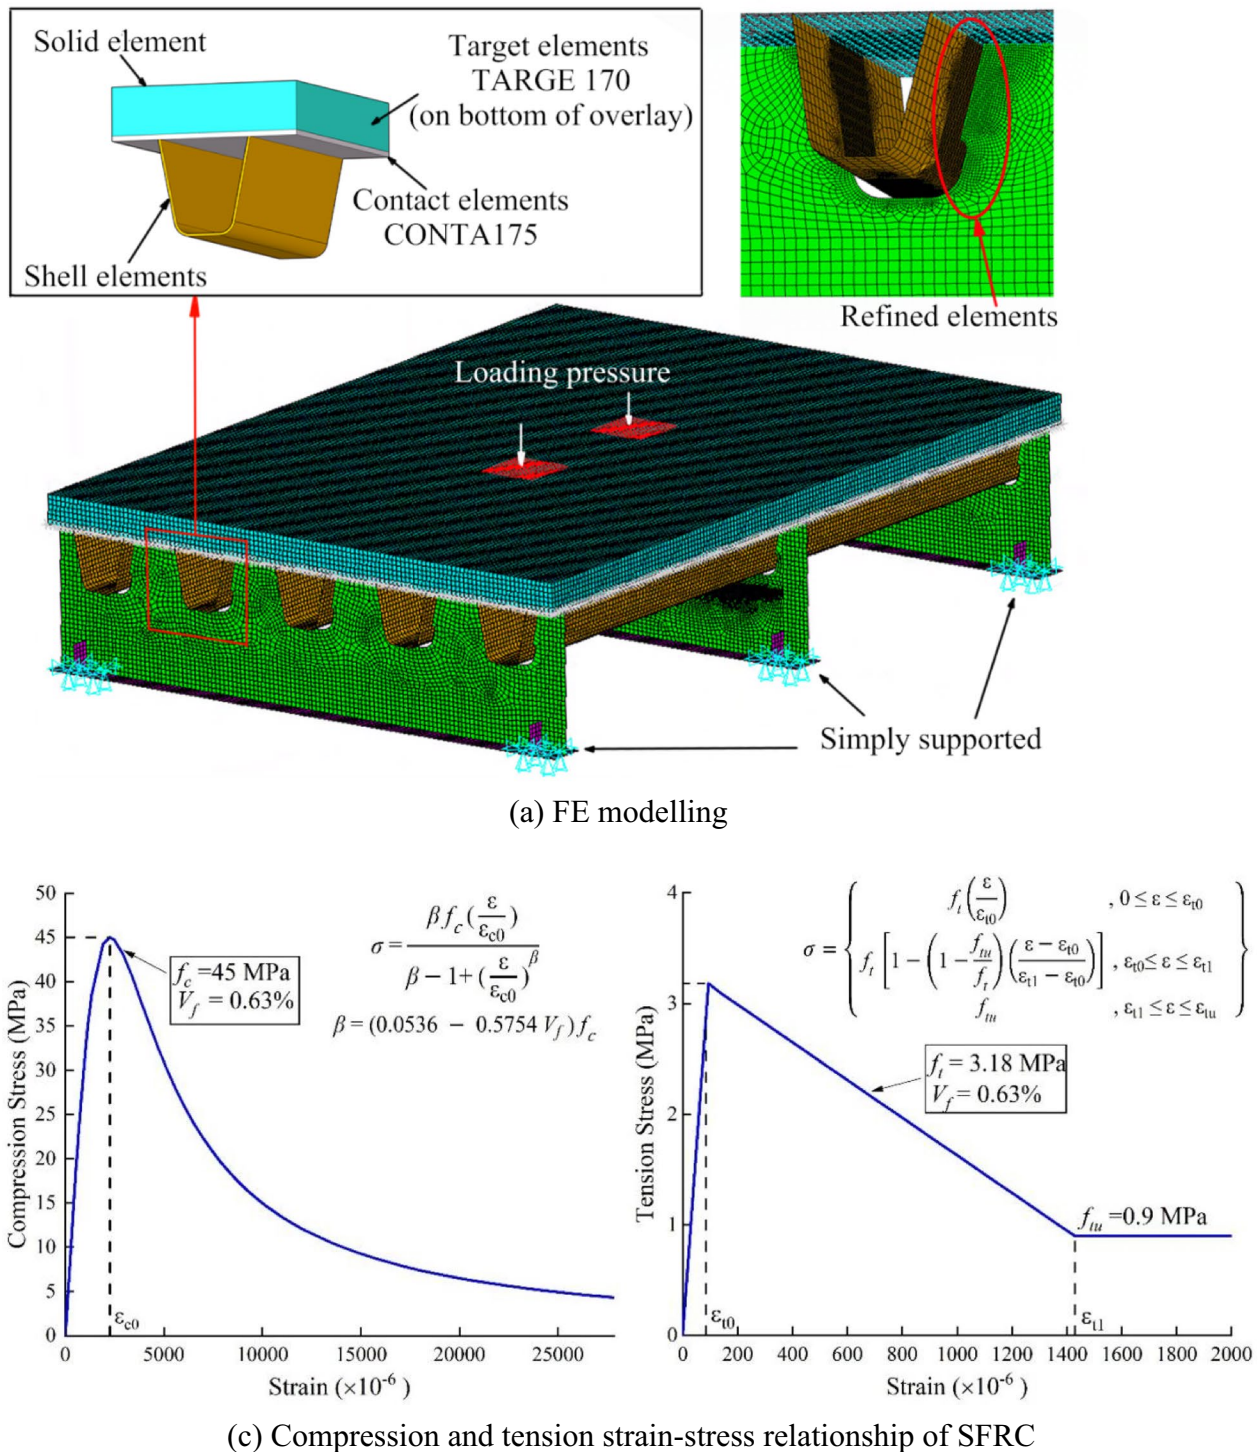 Solid element
Target elements
TARGE 170
(on bottom of overlay)
Contact elements
CONTA175
Shell elements
Refined elements
Loading pressure
Simply supported
(a) FE modelling
50
45
40
35
30
25
20
15
10
5
0
Compression Stress (MPa)
σ = β f_c (ε/ε_c0) / (β − 1 + (ε/ε_c0)^β)
β = (0.0536 − 0.5754 V_f) f_c
f_c =45 MPa
V_f = 0.63%
ε_c0
0 5000 10000 15000 20000 25000
Strain (×10⁻⁶ )
4
3
2
1
0
Tension Stress (MPa)
σ = { f_t (ε/ε_t0) , 0 ≤ ε ≤ ε_t0
f_t [1 − (1 − f_tu/f_t) ((ε − ε_t0)/(ε_t1 − ε_t0))] , ε_t0 ≤ ε ≤ ε_t1
f_tu , ε_t1 ≤ ε ≤ ε_tu }
f_t = 3.18 MPa
V_f = 0.63%
f_tu =0.9 MPa
ε_t0
ε_t1
0 200 400 600 800 1000 1200 1400 1600 1800 2000
Strain (×10⁻⁶ )
(c) Compression and tension strain-stress relationship of SFRC